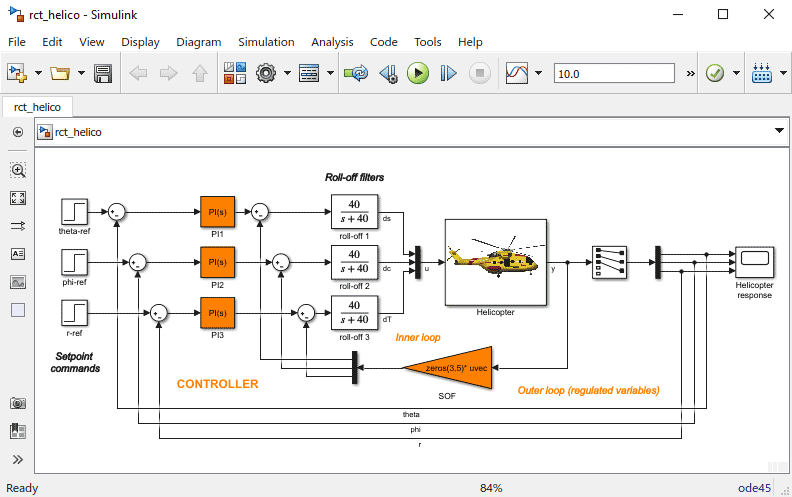 rct_helico - Simulink
File Edit View Display Diagram Simulation Analysis Code Tools Help
10.0
»
rct_helico
rct_helico
Roll-off filters
theta-ref
PI(s)
PI1
40
s + 40
ds
roll-off 1
phi-ref
PI(s)
PI2
40
s + 40
dc
roll-off 2
u
Helicopter
y
Helicopter
response
r-ref
PI(s)
PI3
40
s + 40
dT
roll-off 3
Inner loop
Setpoint
commands
CONTROLLER
zeros(3,5)* uvec
SOF
Outer loop (regulated variables)
theta
phi
r
Ready 84% ode45